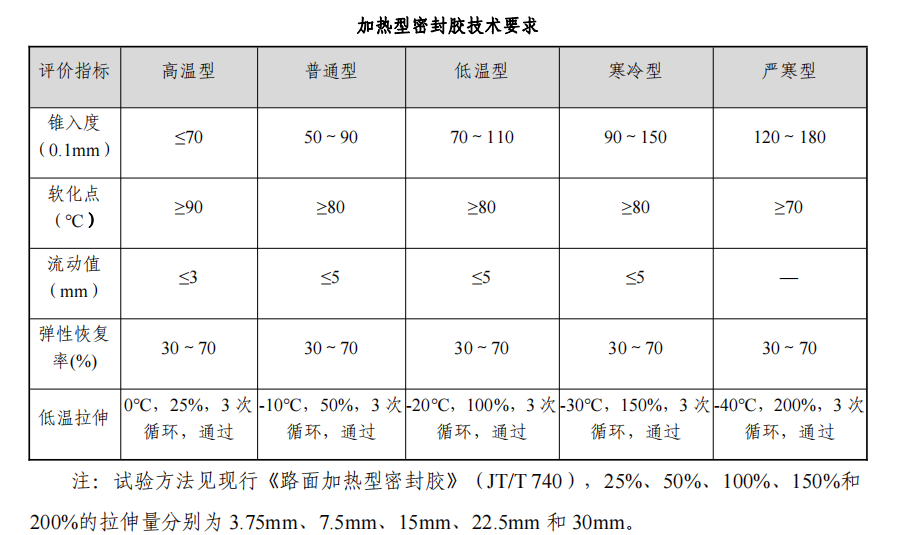 加热型密封胶技术要求
评价指标 高温型 普通型 低温型 寒冷型 严寒型
锥入度
（0.1mm） ≤70 50～90 70～110 90～150 120～180
软化点
（℃） ≥90 ≥80 ≥80 ≥80 ≥70
流动值
（mm） ≤3 ≤5 ≤5 ≤5 —
弹性恢复
率(%) 30～70 30～70 30～70 30～70 30～70
低温拉伸 0℃，25%，3 次 -10℃，50%，3 次 -20℃，100%，3 次 -30℃，150%，3 次 -40℃，200%，3 次
循环，通过 循环，通过 循环，通过 循环，通过 循环，通过
注：试验方法见现行《路面加热型密封胶》（JT/T 740），25%、50%、100%、150%和
200%的拉伸量分别为 3.75mm、7.5mm、15mm、22.5mm 和 30mm。